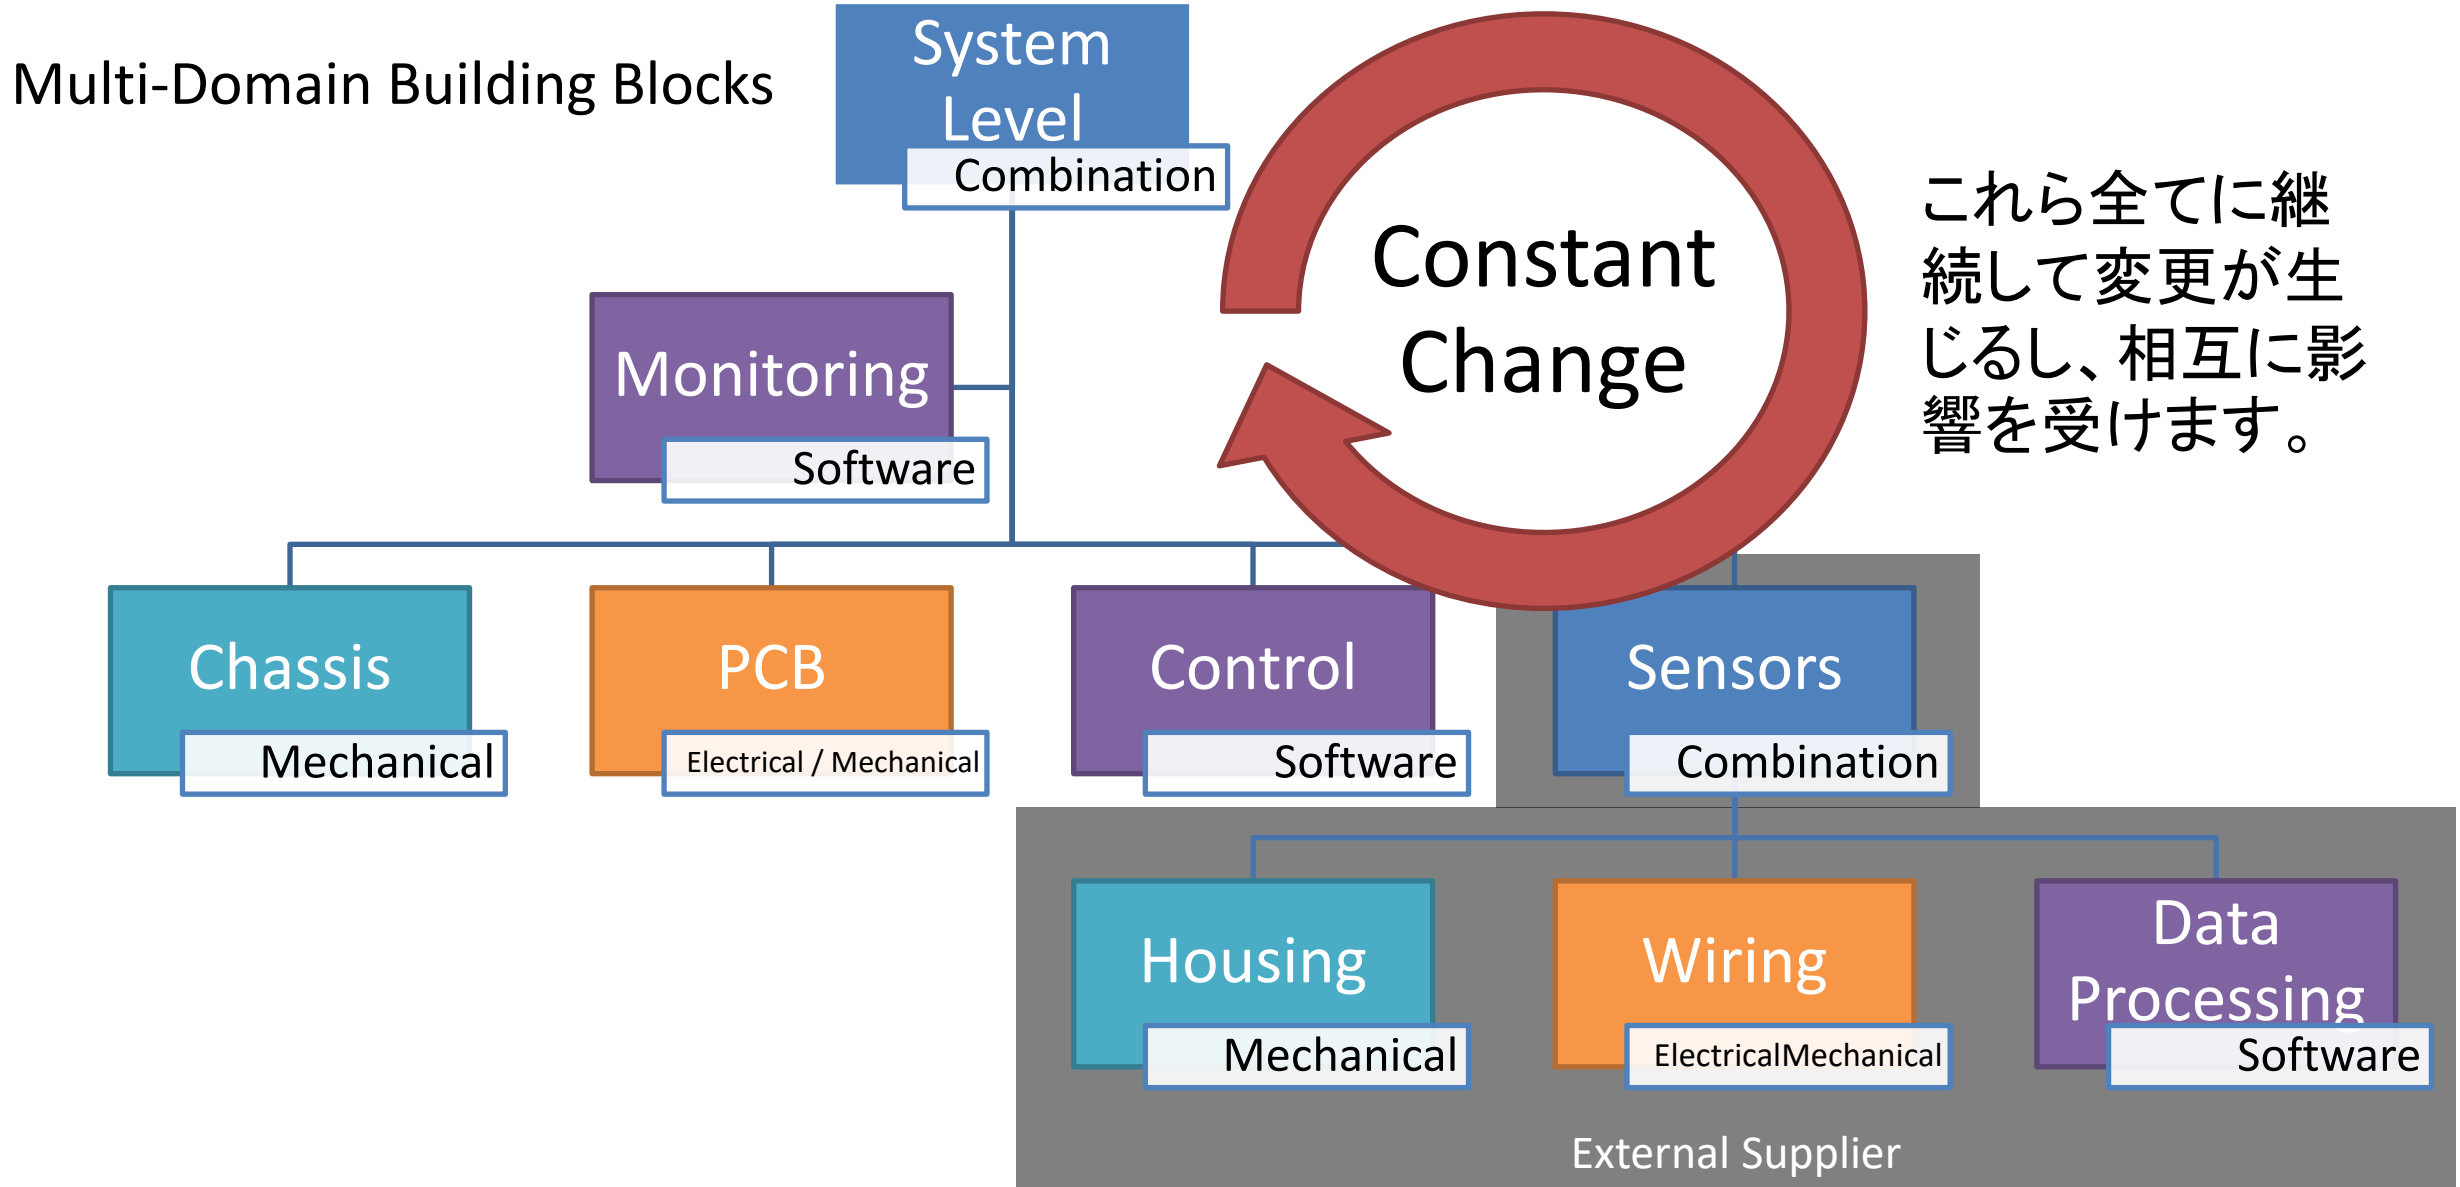 Multi-Domain Building Blocks
System
Level
Combination
Constant
Change
これら全てに継
続して変更が生
じるし、相互に影
響を受けます。
Monitoring
Software
Chassis
Mechanical
PCB
Electrical / Mechanical
Control
Software
Sensors
Combination
Housing
Mechanical
Wiring
ElectricalMechanical
Data
Processing
Software
External Supplier